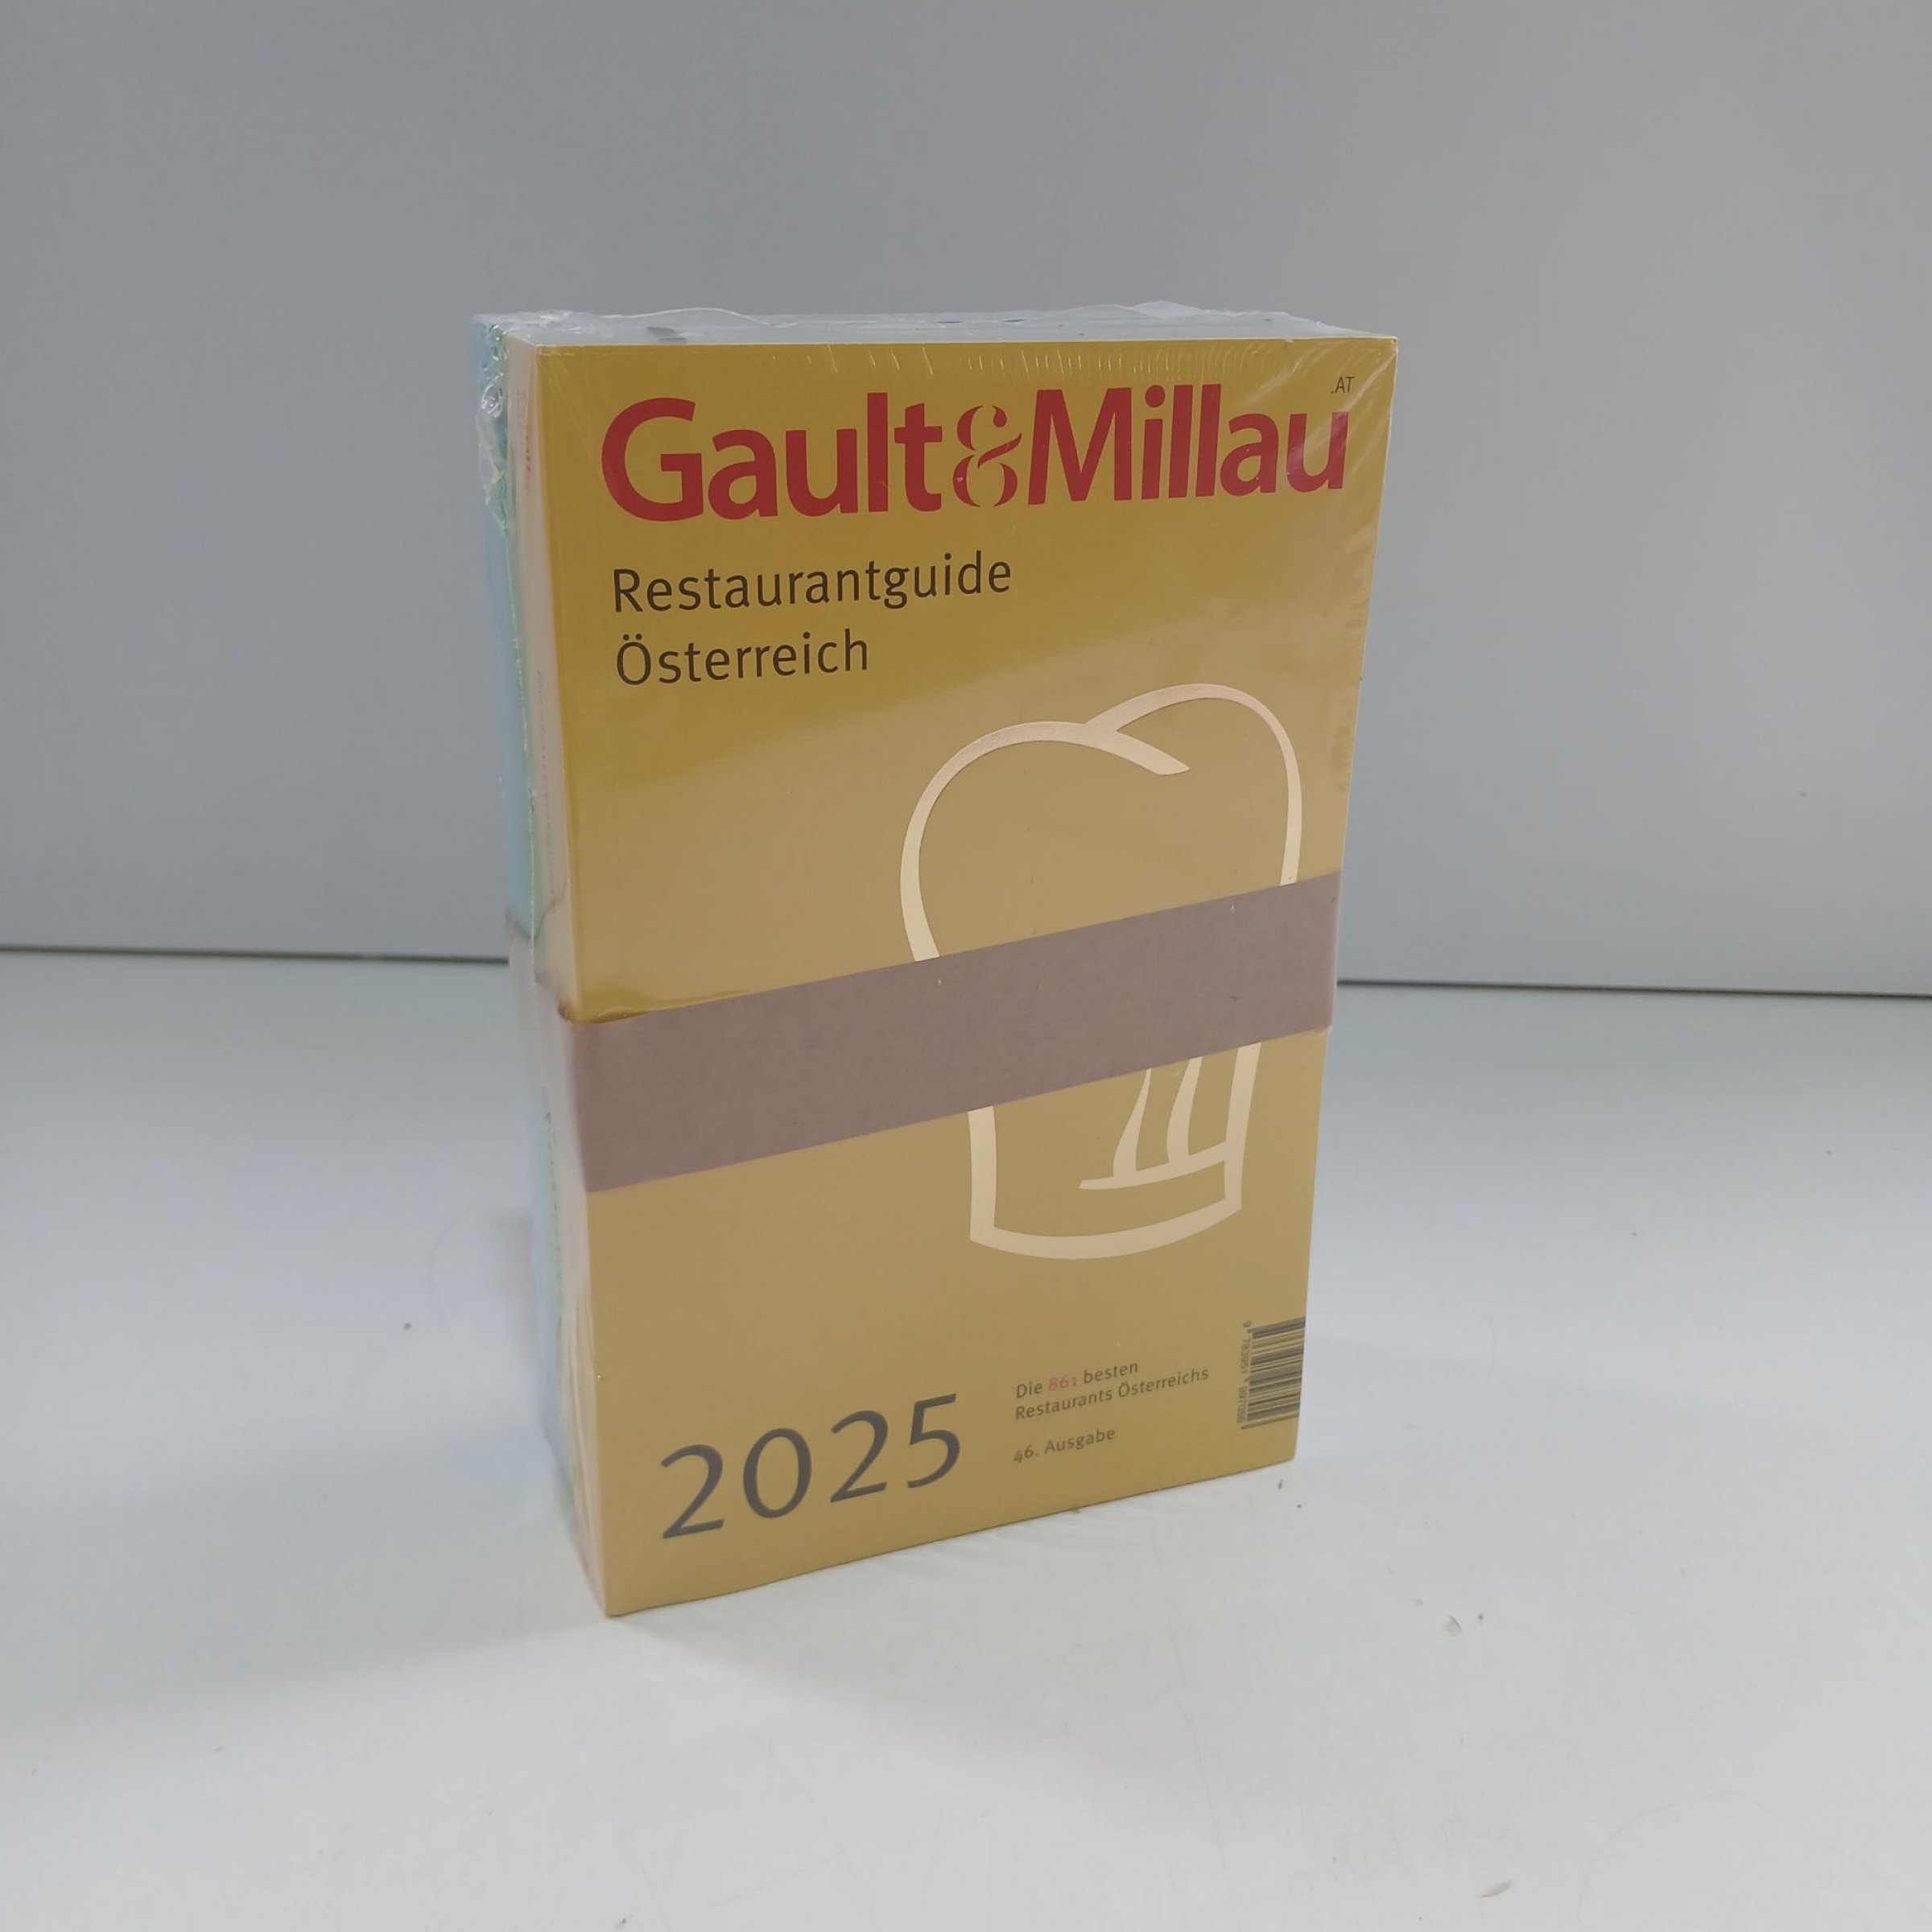 Gault&Millau
.AT
Restaurantguide
Österreich
2025
Die 861 besten
Restaurants Österreichs
46. Ausgabe